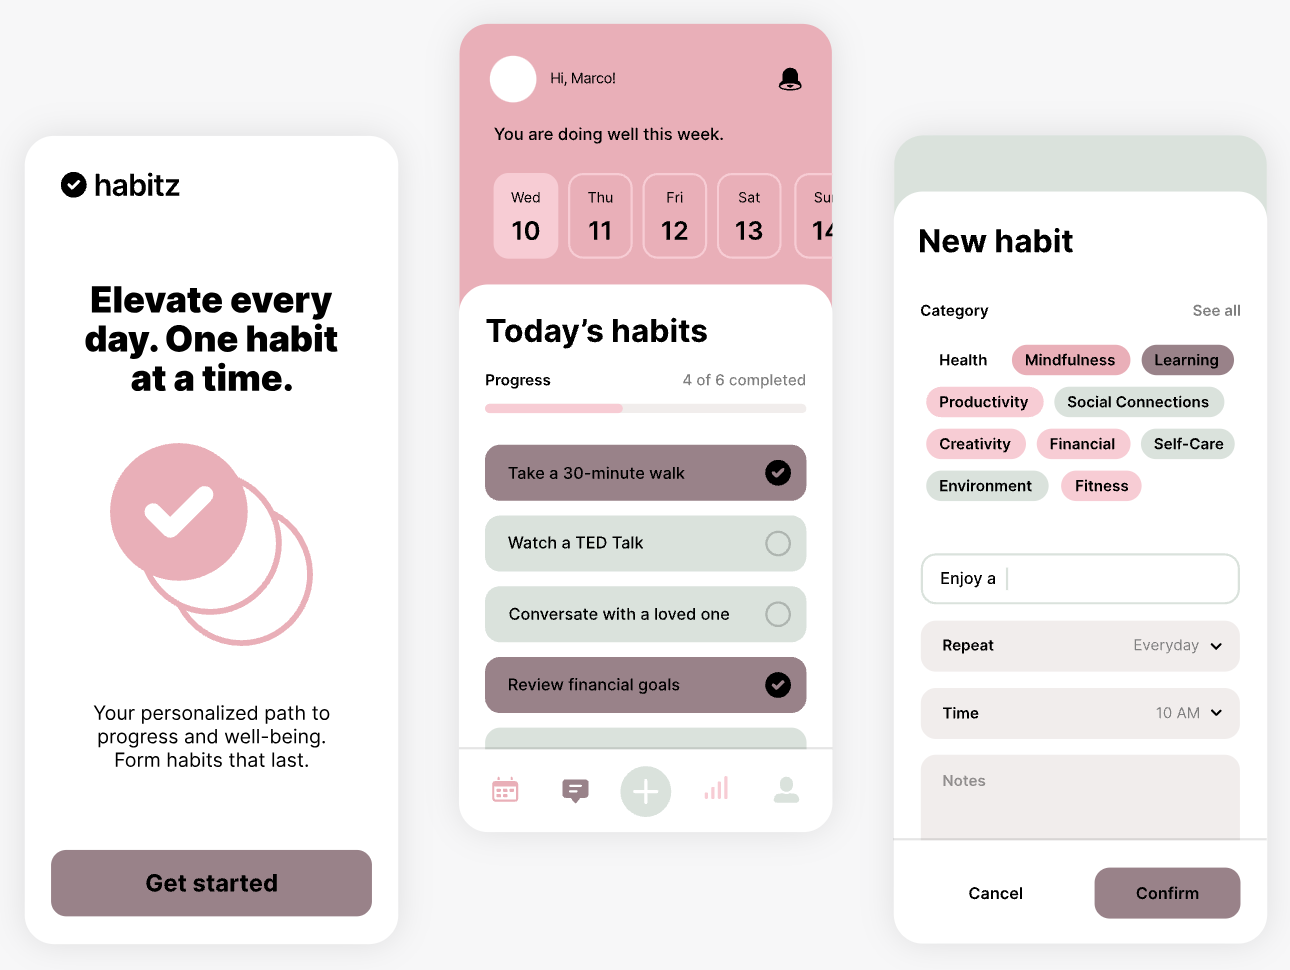 habitz
Elevate every
day. One habit
at a time.
Your personalized path to
progress and well-being.
Form habits that last.
Get started
Hi, Marco!
You are doing well this week.
Wed Thu Fri Sat Sun
10 11 12 13 14
Today’s habits
Progress 4 of 6 completed
Take a 30-minute walk
Watch a TED Talk
Conversate with a loved one
Review financial goals
New habit
Category See all
Health Mindfulness Learning
Productivity Social Connections
Creativity Financial Self-Care
Environment Fitness
Enjoy a
Repeat Everyday
Time 10 AM
Notes
Cancel Confirm